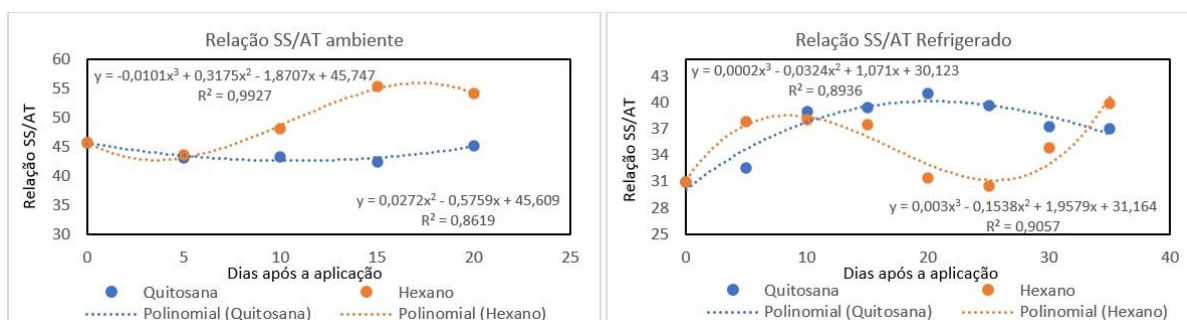 Relação SS/AT ambiente
60
55
50
45
40
35
30
Relação SS/AT
y = -0,0101x³ + 0,3175x² - 1,8707x + 45,747
R² = 0,9927
y = 0,0272x² - 0,5759x + 45,609
R² = 0,8619
0 5 10 15 20 25
Dias após a aplicação
Quitosana Hexano
Polinomial (Quitosana) Polinomial (Hexano)
Relação SS/AT Refrigerado
43
40
37
34
31
28
25
Relação SS/AT
y = 0,0002x³ - 0,0324x² + 1,071x + 30,123
R² = 0,8936
y = 0,003x³ - 0,1538x² + 1,9579x + 31,164
R² = 0,9057
0 10 20 30 40
Dias após a aplicação
Quitosana Hexano
Polinomial (Quitosana) Polinomial (Hexano)